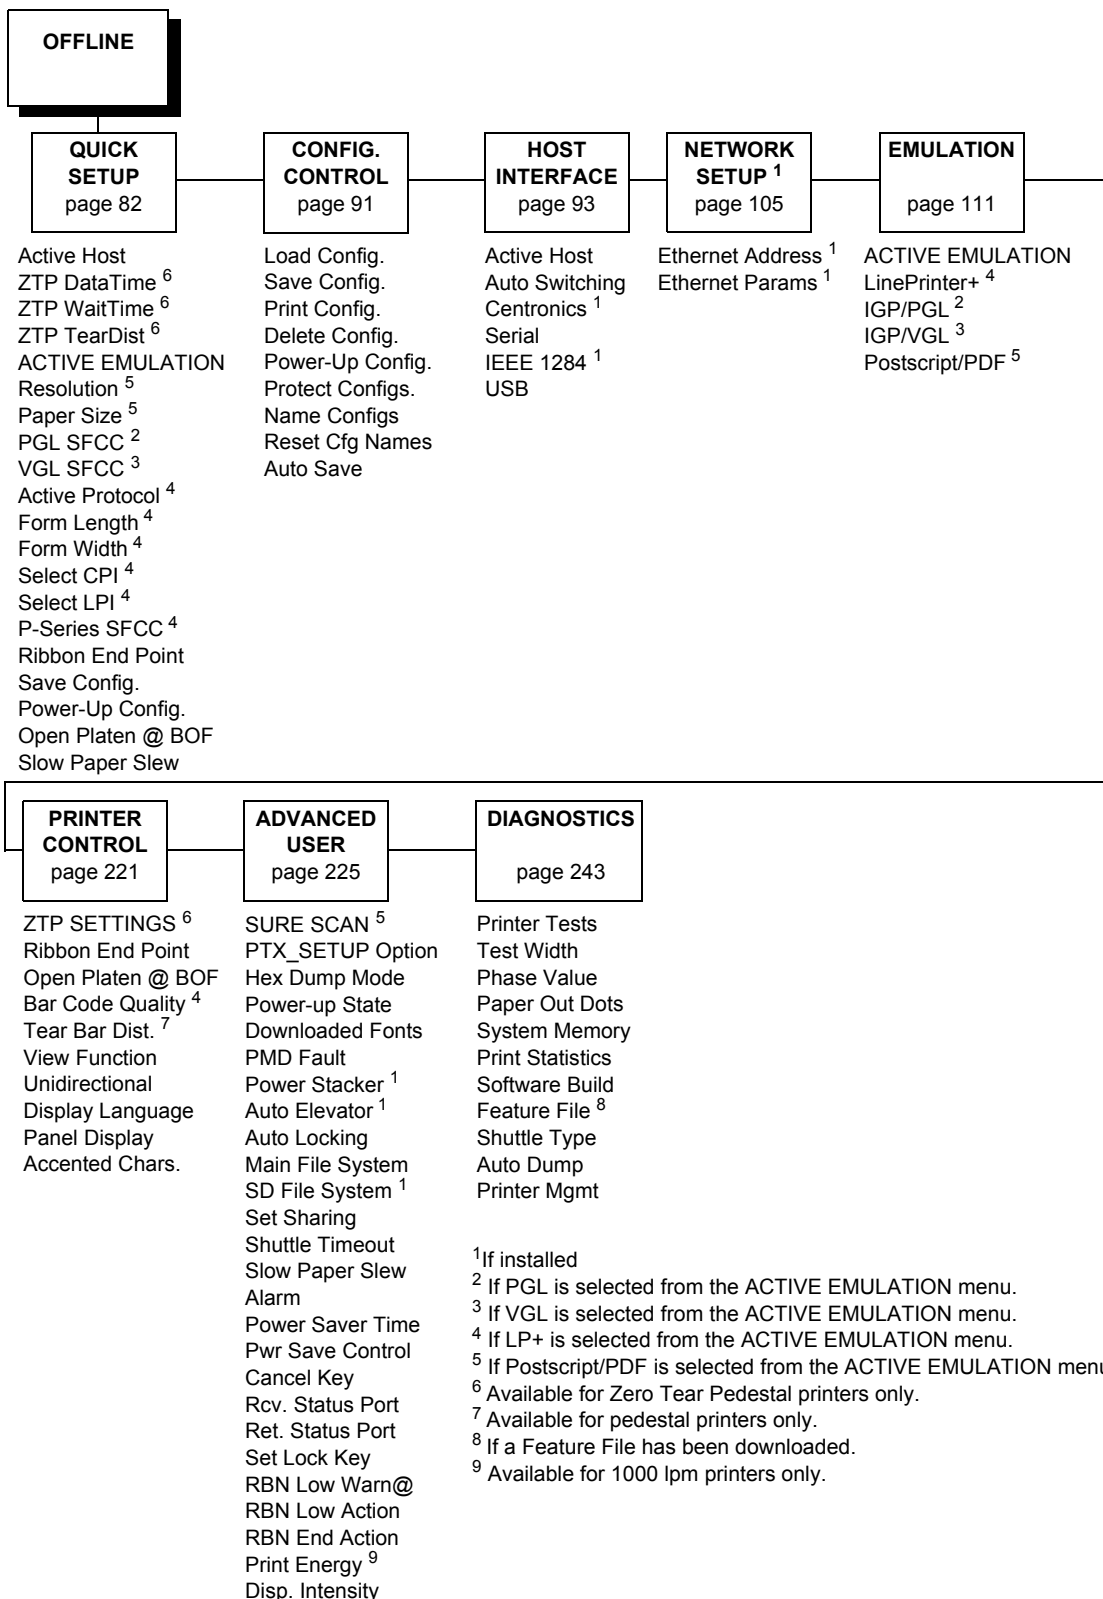 OFFLINE
QUICK
SETUP
page 82
CONFIG.
CONTROL
page 91
HOST
INTERFACE
page 93
NETWORK
SETUP 1
page 105
EMULATION
page 111
Active Host
ZTP DataTime 6
ZTP WaitTime 6
ZTP TearDist 6
ACTIVE EMULATION
Resolution 5
Paper Size 5
PGL SFCC 2
VGL SFCC 3
Active Protocol 4
Form Length 4
Form Width 4
Select CPI 4
Select LPI 4
P-Series SFCC 4
Ribbon End Point
Save Config.
Power-Up Config.
Open Platen @ BOF
Slow Paper Slew
Load Config.
Save Config.
Print Config.
Delete Config.
Power-Up Config.
Protect Configs.
Name Configs
Reset Cfg Names
Auto Save
Active Host
Auto Switching
Centronics 1
Serial
IEEE 1284 1
USB
Ethernet Address 1
Ethernet Params 1
ACTIVE EMULATION
LinePrinter+ 4
IGP/PGL 2
IGP/VGL 3
Postscript/PDF 5
PRINTER
CONTROL
page 221
ADVANCED
USER
page 225
DIAGNOSTICS
page 243
ZTP SETTINGS 6
Ribbon End Point
Open Platen @ BOF
Bar Code Quality 4
Tear Bar Dist. 7
View Function
Unidirectional
Display Language
Panel Display
Accented Chars.
SURE SCAN 5
PTX_SETUP Option
Hex Dump Mode
Power-up State
Downloaded Fonts
PMD Fault
Power Stacker 1
Auto Elevator 1
Auto Locking
Main File System
SD File System 1
Set Sharing
Shuttle Timeout
Slow Paper Slew
Alarm
Power Saver Time
Pwr Save Control
Cancel Key
Rcv. Status Port
Ret. Status Port
Set Lock Key
RBN Low Warn@
RBN Low Action
RBN End Action
Print Energy 9
Disp. Intensity
Printer Tests
Test Width
Phase Value
Paper Out Dots
System Memory
Print Statistics
Software Build
Feature File 8
Shuttle Type
Auto Dump
Printer Mgmt
1If installed
2 If PGL is selected from the ACTIVE EMULATION menu.
3 If VGL is selected from the ACTIVE EMULATION menu.
4 If LP+ is selected from the ACTIVE EMULATION menu.
5 If Postscript/PDF is selected from the ACTIVE EMULATION menu
6 Available for Zero Tear Pedestal printers only.
7 Available for pedestal printers only.
8 If a Feature File has been downloaded.
9 Available for 1000 lpm printers only.